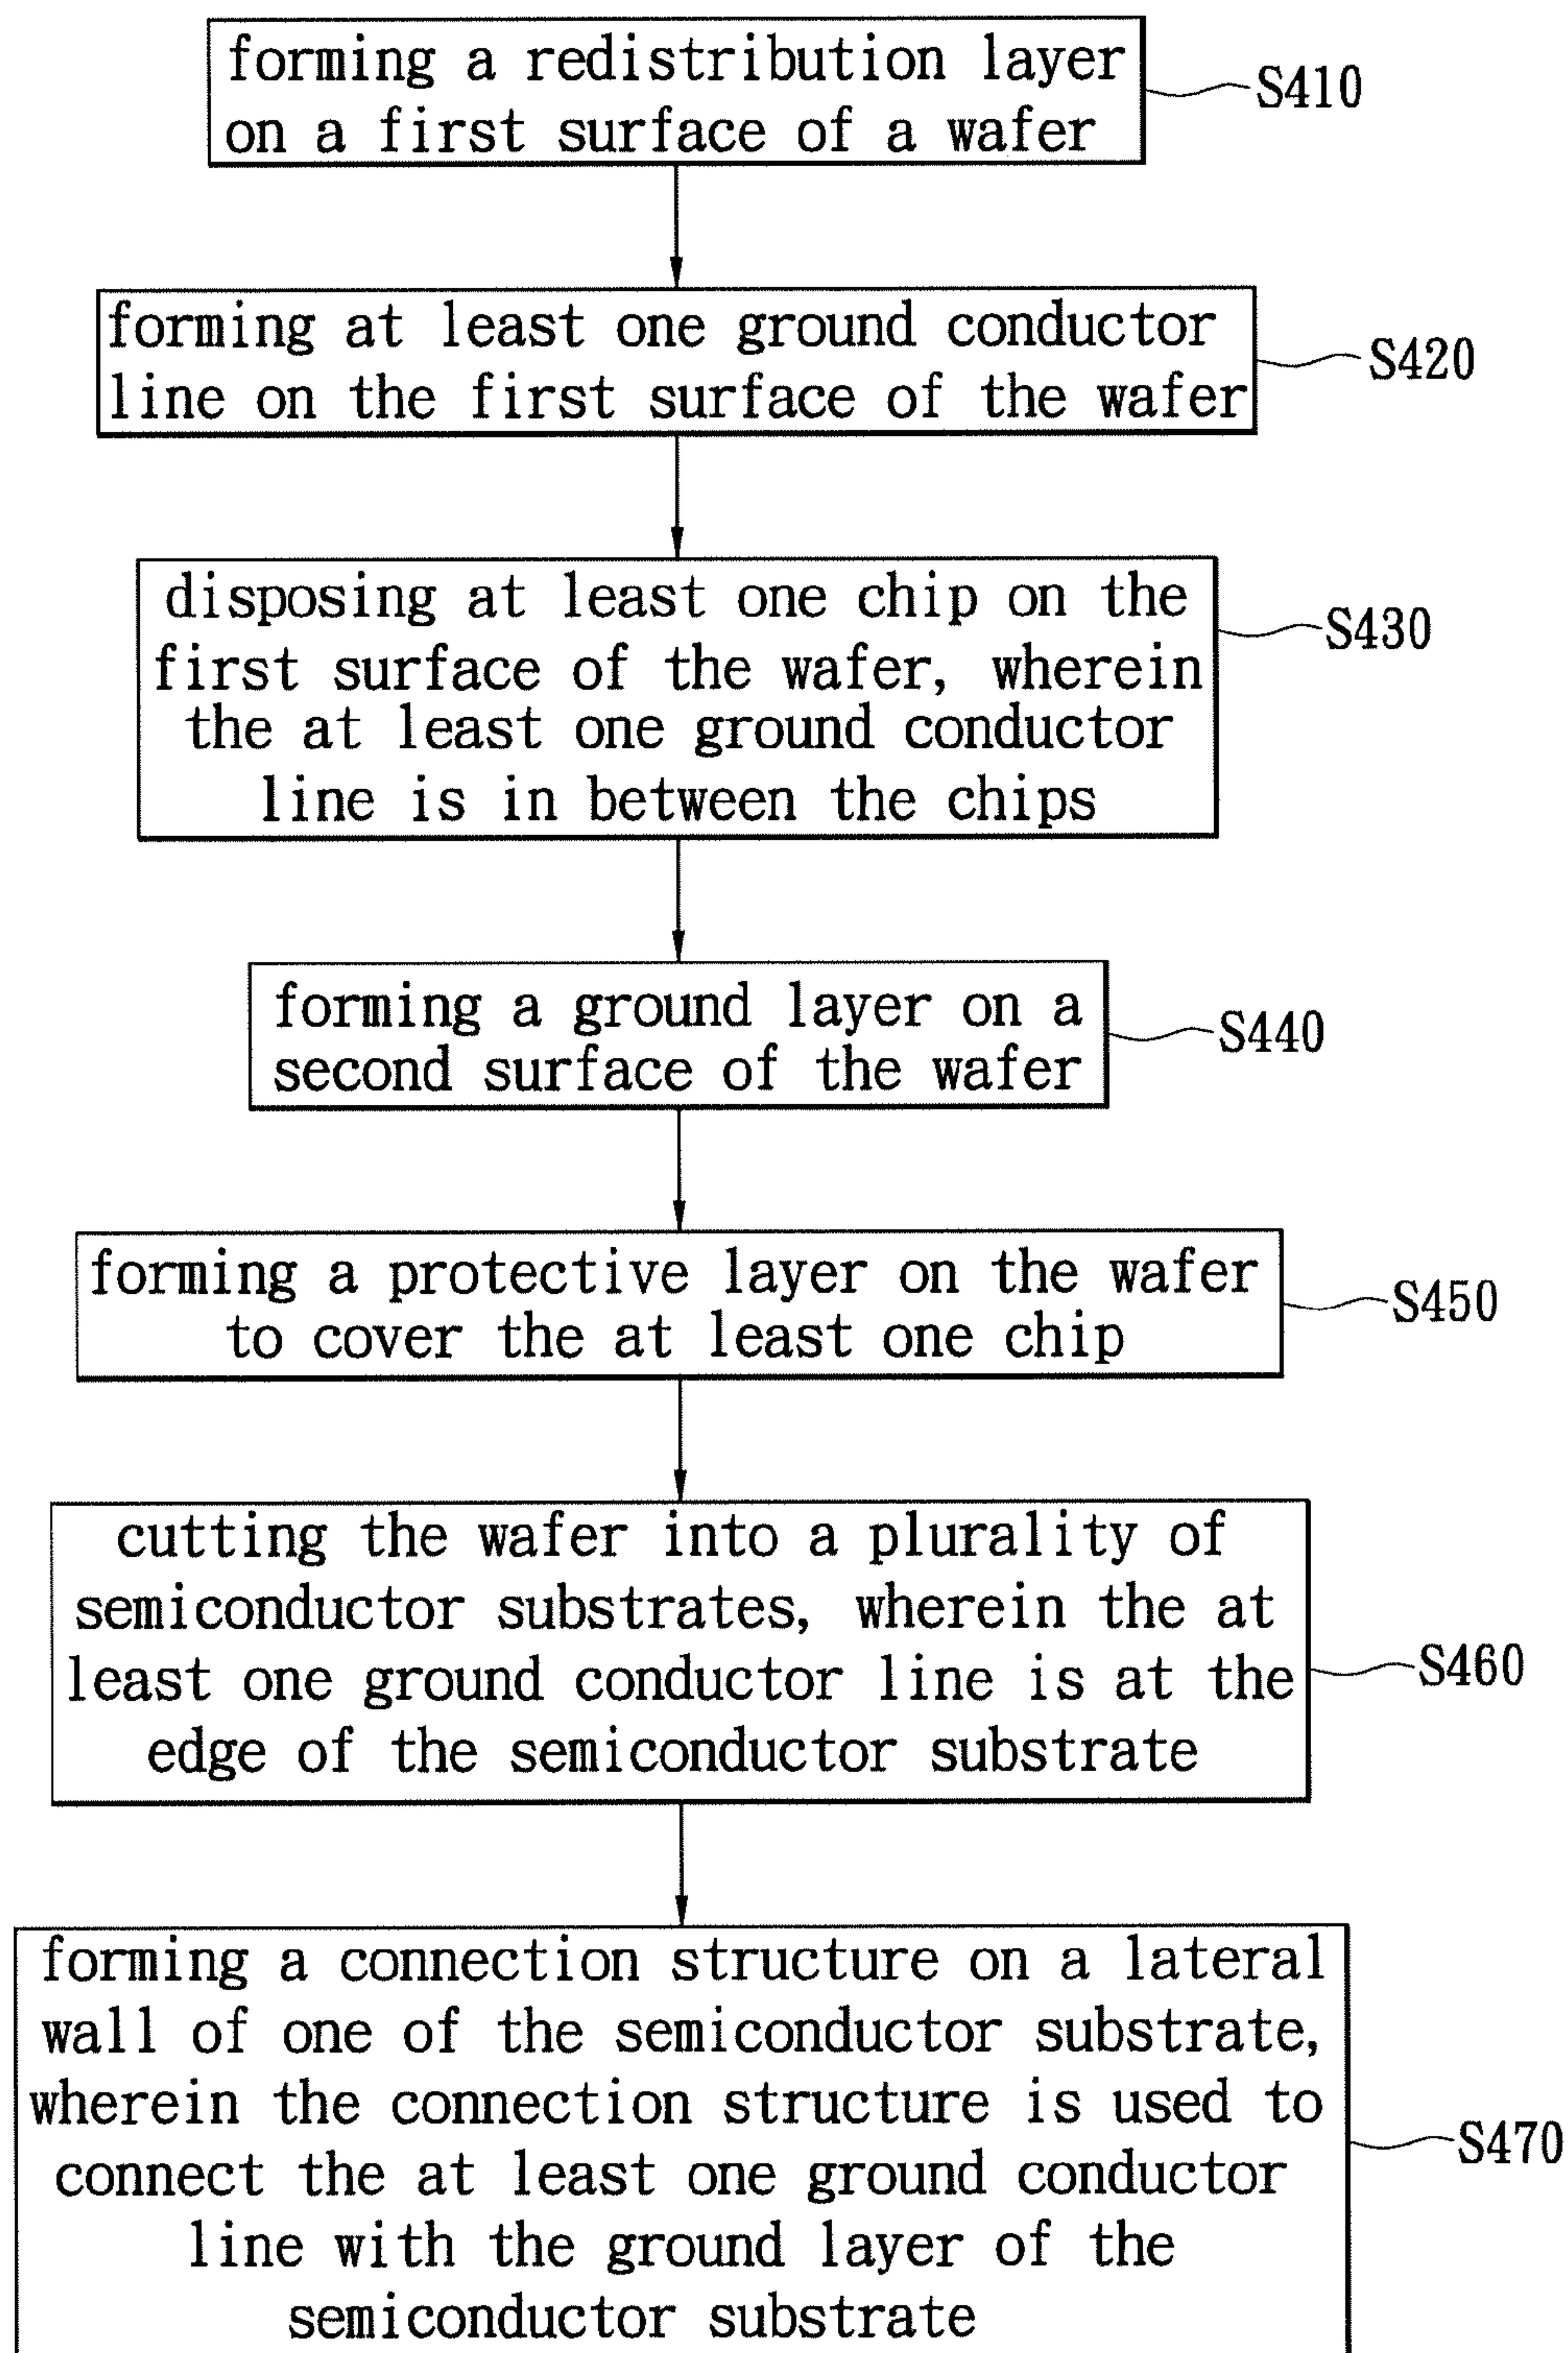 forming a redistribution layer
on a first surface of a wafer
S410
forming at least one ground conductor
line on the first surface of the wafer
S420
disposing at least one chip on the
first surface of the wafer, wherein
the at least one ground conductor
line is in between the chips
S430
forming a ground layer on a
second surface of the wafer
S440
forming a protective layer on the wafer
to cover the at least one chip
S450
cutting the wafer into a plurality of
semiconductor substrates, wherein the at
least one ground conductor line is at the
edge of the semiconductor substrate
S460
forming a connection structure on a lateral
wall of one of the semiconductor substrate,
wherein the connection structure is used to
connect the at least one ground conductor
line with the ground layer of the
semiconductor substrate
S470